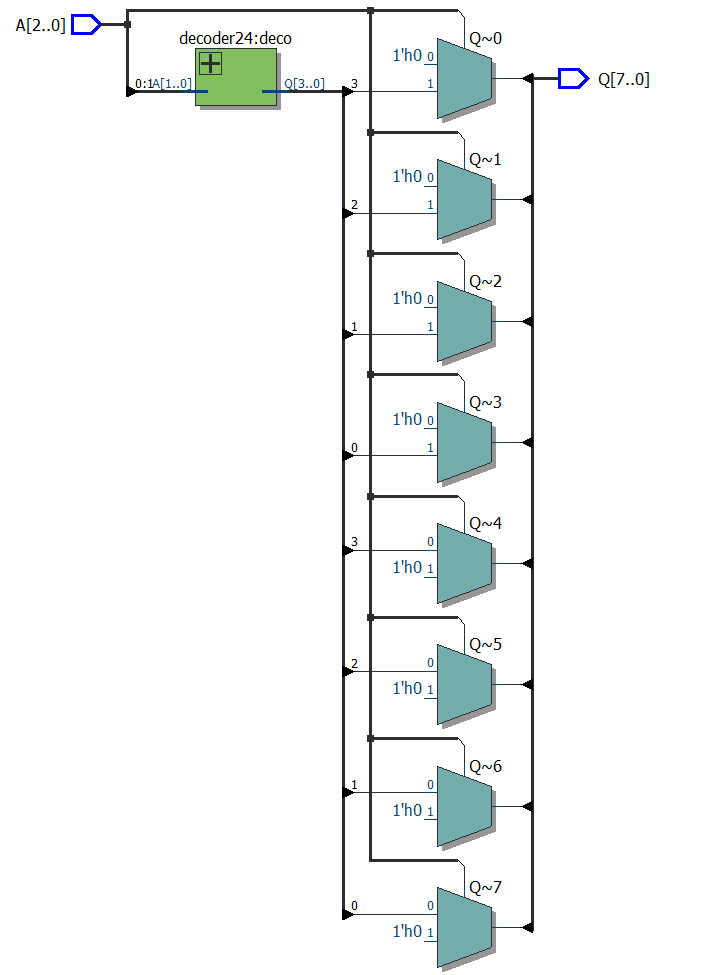 A[2..0]
decoder24:deco
0:1
A[1..0]
Q[3..0]
Q[7..0]
Q~0
1'h0 0
3 1
Q~1
1'h0 0
2 1
Q~2
1'h0 0
1 1
Q~3
1'h0 0
0 1
Q~4
3 0
1'h0 1
Q~5
2 0
1'h0 1
Q~6
1 0
1'h0 1
Q~7
0 0
1'h0 1